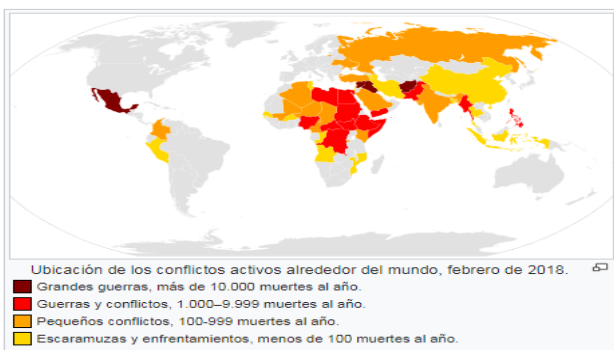 Ubicación de los conflictos activos alrededor del mundo, febrero de 2018.
Grandes guerras, más de 10.000 muertes al año.
Guerras y conflictos, 1.000–9.999 muertes al año.
Pequeños conflictos, 100-999 muertes al año.
Escaramuzas y enfrentamientos, menos de 100 muertes al año.